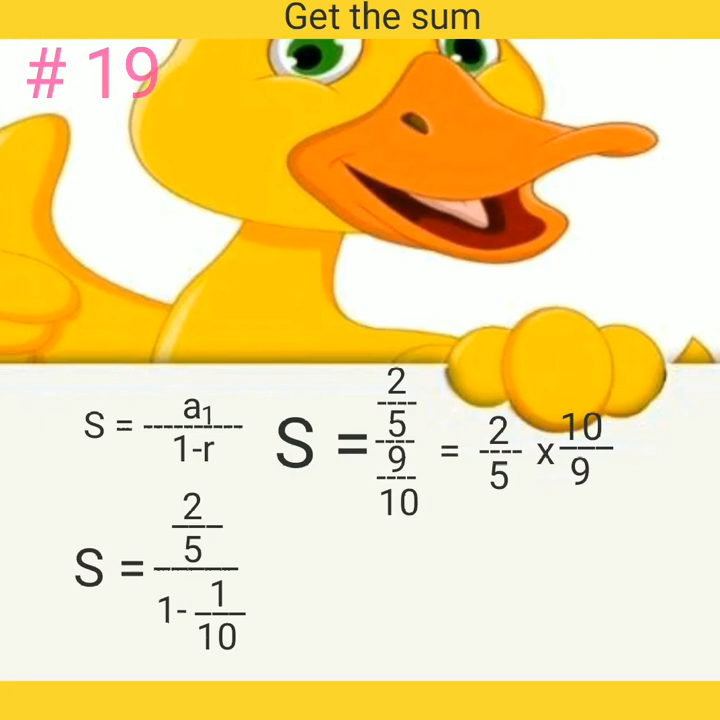 Get the sum
# 19
S = a₁ / 1-r
S = 2/5 / 1- 1/10
S = 2/5 / 9/10 = 2/5 x 10/9